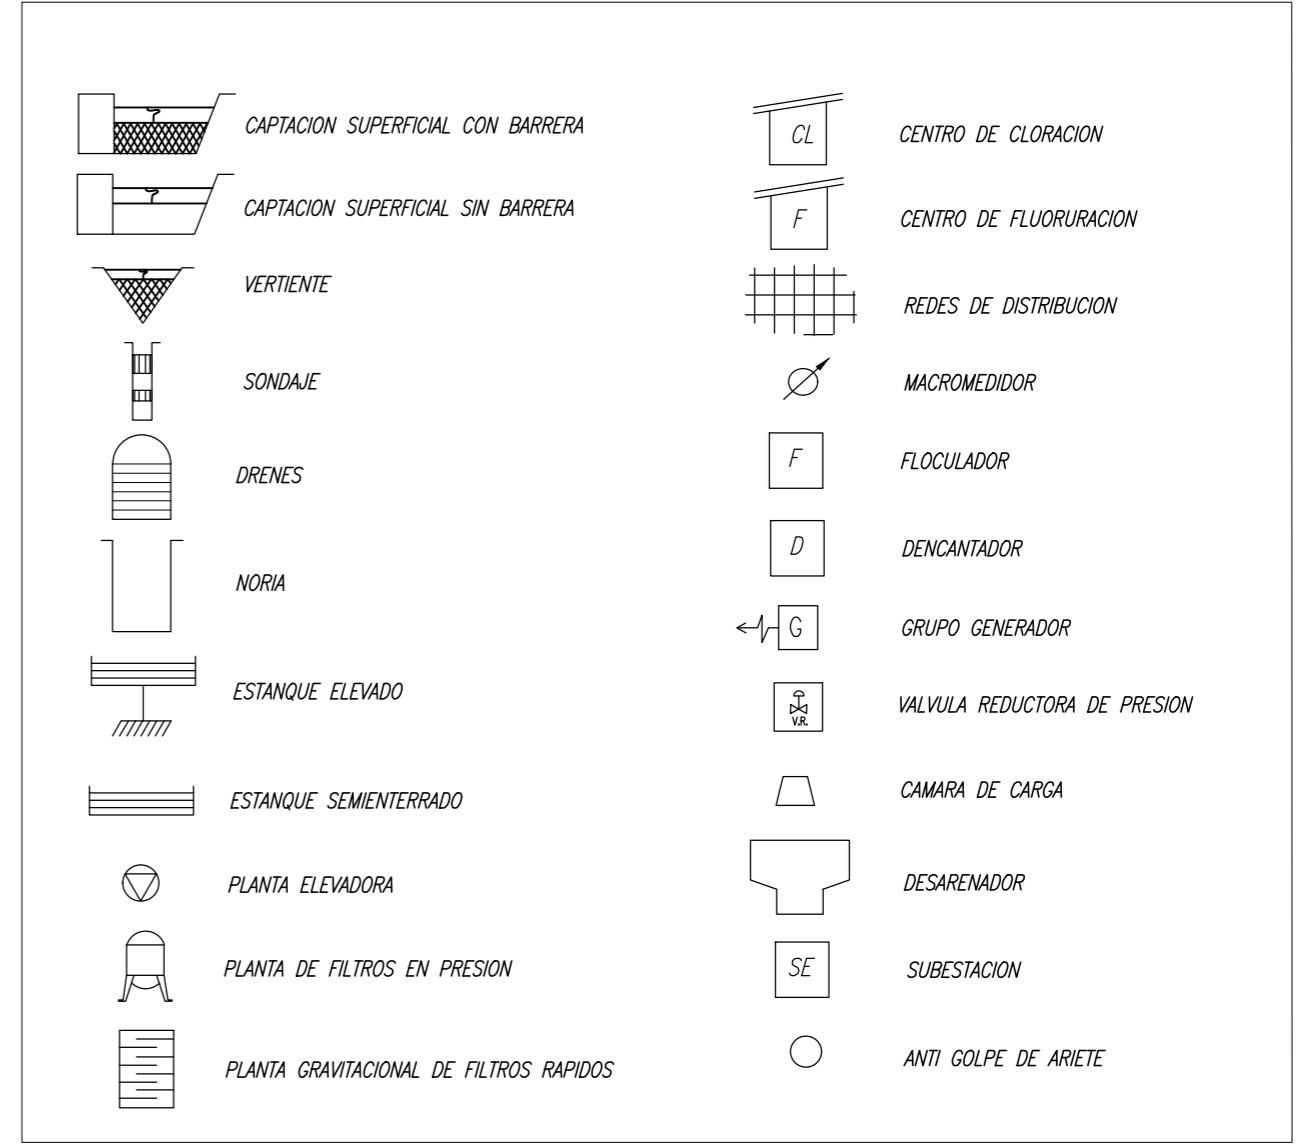 CAPTACION SUPERFICIAL CON BARRERA
CAPTACION SUPERFICIAL SIN BARRERA
VERTIENTE
SONDAJE
DRENES
NORIA
ESTANQUE ELEVADO
ESTANQUE SEMIENTERRADO
PLANTA ELEVADORA
PLANTA DE FILTROS EN PRESION
PLANTA GRAVITACIONAL DE FILTROS RAPIDOS
CL CENTRO DE CLORACION
F CENTRO DE FLUORURACION
REDES DE DISTRIBUCION
MACROMEDIDOR
F FLOCULADOR
D DENCANTADOR
G GRUPO GENERADOR
V.R. VALVULA REDUCTORA DE PRESION
CAMARA DE CARGA
DESARENADOR
SE SUBESTACION
ANTI GOLPE DE ARIETE